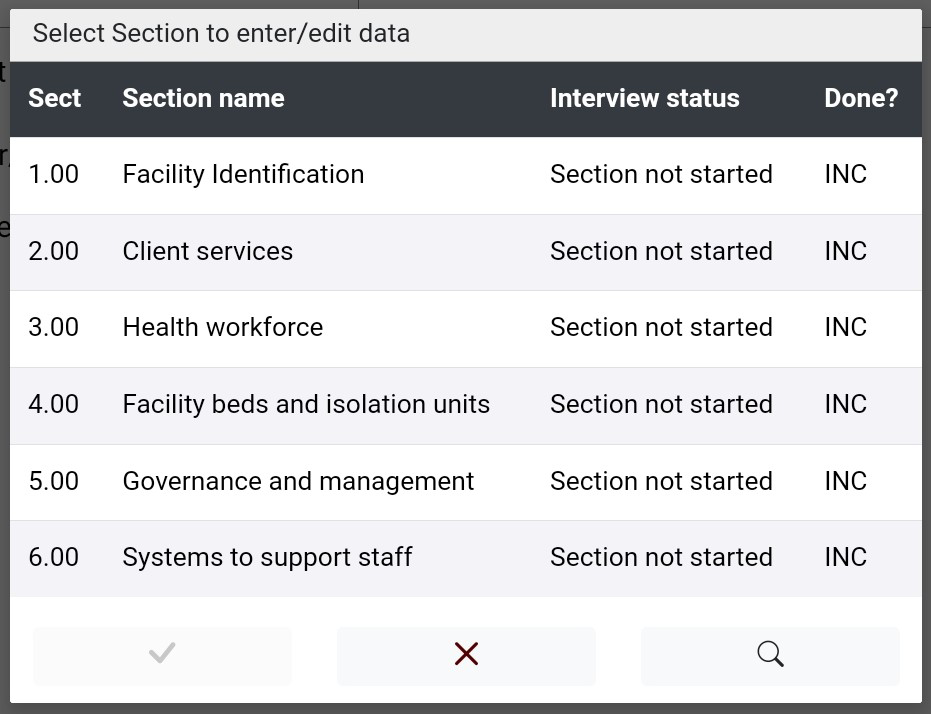 Select Section to enter/edit data
Sect Section name Interview status Done?
1.00 Facility Identification Section not started INC
2.00 Client services Section not started INC
3.00 Health workforce Section not started INC
4.00 Facility beds and isolation units Section not started INC
5.00 Governance and management Section not started INC
6.00 Systems to support staff Section not started INC